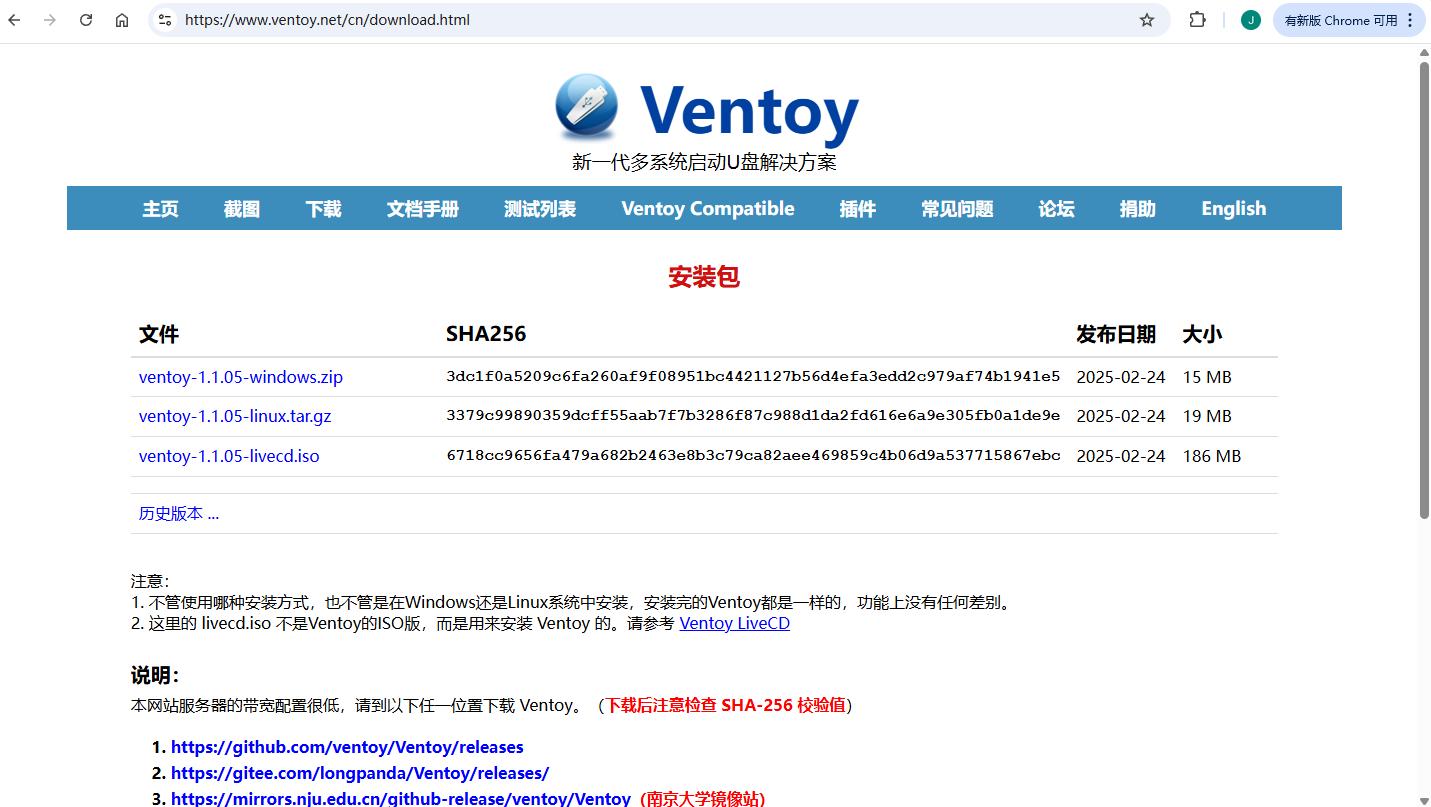 https://www.ventoy.net/cn/download.html
J
有新版 Chrome 可用
Ventoy
新一代多系统启动U盘解决方案
主页 截图 下载 文档手册 测试列表 Ventoy Compatible 插件 常见问题 论坛 捐助 English
安装包
文件 SHA256 发布日期 大小
ventoy-1.1.05-windows.zip 3dc1f0a5209c6fa260af9f08951bc4421127b56d4efa3edd2c979af74b1941e5 2025-02-24 15 MB
ventoy-1.1.05-linux.tar.gz 3379c99890359dcff55aab7f7b3286f87c988d1da2fd616e6a9e305fb0a1de9e 2025-02-24 19 MB
ventoy-1.1.05-livecd.iso 6718cc9656fa479a682b2463e8b3c79ca82aee469859c4b06d9a537715867ebc 2025-02-24 186 MB
历史版本 ...
注意：
1. 不管使用哪种安装方式，也不管是在Windows还是Linux系统中安装，安装完的Ventoy都是一样的，功能上没有任何差别。
2. 这里的 livecd.iso 不是Ventoy的ISO版，而是用来安装 Ventoy 的。请参考 Ventoy LiveCD
说明：
本网站服务器的带宽配置很低，请到以下任一位置下载 Ventoy。（下载后注意检查 SHA-256 校验值）
1. https://github.com/ventoy/Ventoy/releases
2. https://gitee.com/longpanda/Ventoy/releases/
3. https://mirrors.nju.edu.cn/github-release/ventoy/Ventoy (南京大学镜像站)